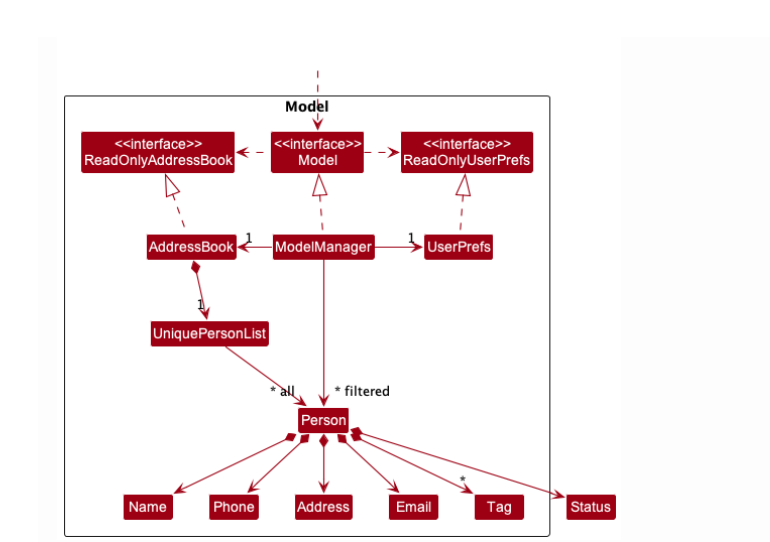 Model
<<interface>>
ReadOnlyAddressBook
<<interface>>
Model
<<interface>>
ReadOnlyUserPrefs
AddressBook
1
ModelManager
1
UserPrefs
1
UniquePersonList
* all
* filtered
Person
*
Name
Phone
Address
Email
Tag
Status